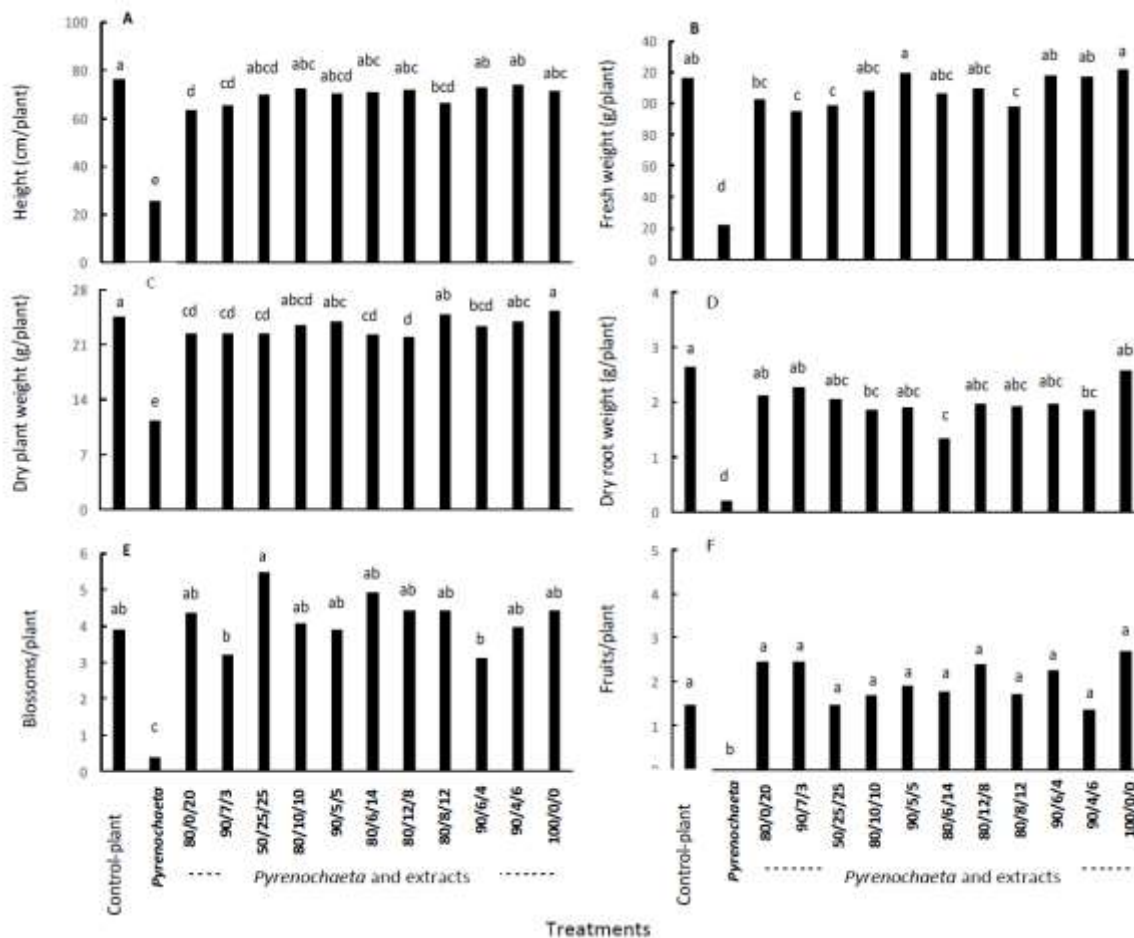 A
Height (cm/plant)
100
80
60
40
20
0
a e d cd abcd abc abcd abc abc bcd ab ab abc
B
Fresh weight (g/plant)
40
20
00
80
60
40
20
0
ab d bc c c abc a abc abc c ab ab a
C
Dry plant weight (g/plant)
28
21
14
7
0
a e cd cd cd abcd abc cd d ab bcd abc a
D
Dry root weight (g/plant)
4
3
2
1
0
a d ab ab abc bc abc c abc abc abc bc ab
E
Blossoms/plant
6
5
4
3
2
1
0
ab c ab b a ab ab ab ab ab b ab ab
F
Fruits/plant
5
4
3
2
1
a b a a a a a a a a a a a
Control-plant
Pyrenochaeta
80/0/20
90/7/3
50/25/25
80/10/10
90/5/5
80/6/14
80/12/8
80/8/12
90/6/4
90/4/6
100/0/0
Pyrenochaeta and extracts
Control-plant
Pyrenochaeta
80/0/20
90/7/3
50/25/25
80/10/10
90/5/5
80/6/14
80/12/8
80/8/12
90/6/4
90/4/6
100/0/0
Pyrenochaeta and extracts
Treatments